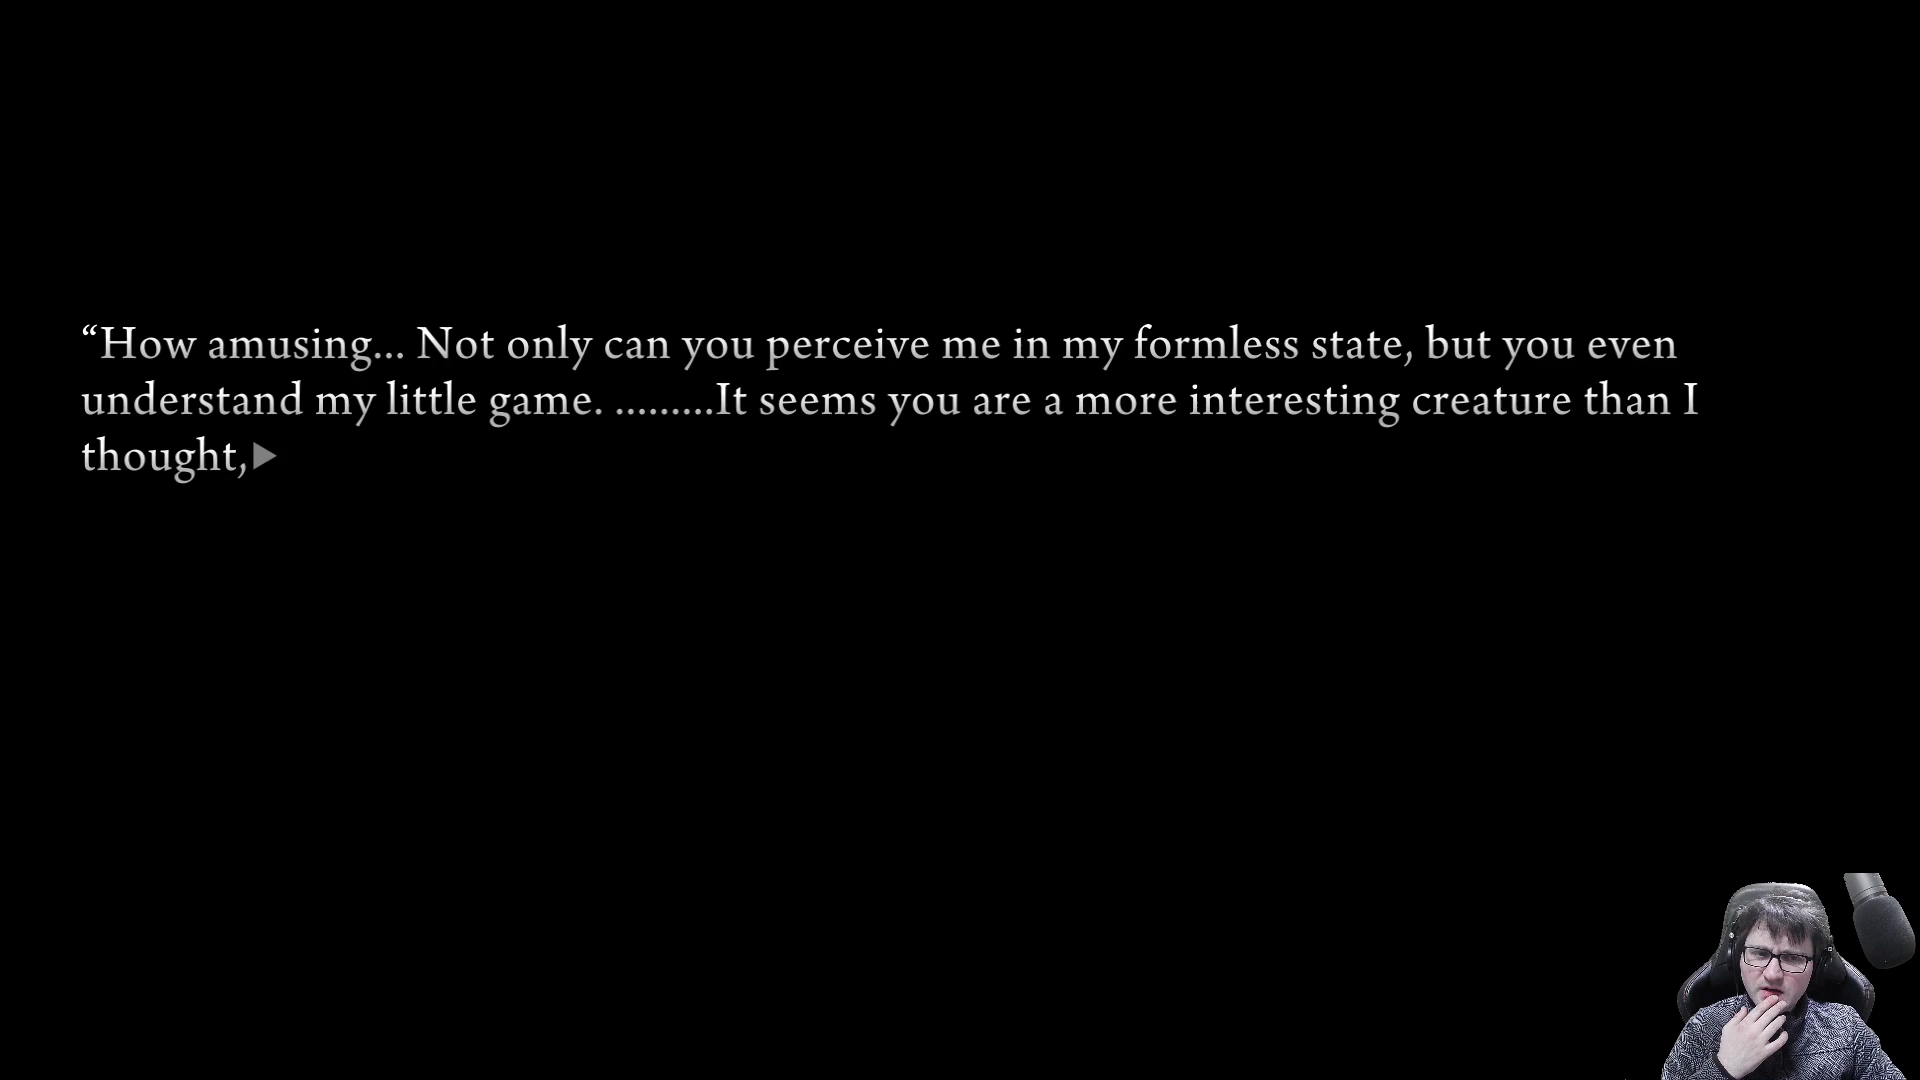 “How amusing... Not only can you perceive me in my formless state, but you even
understand my little game. .........It seems you are a more interesting creature than I
thought,